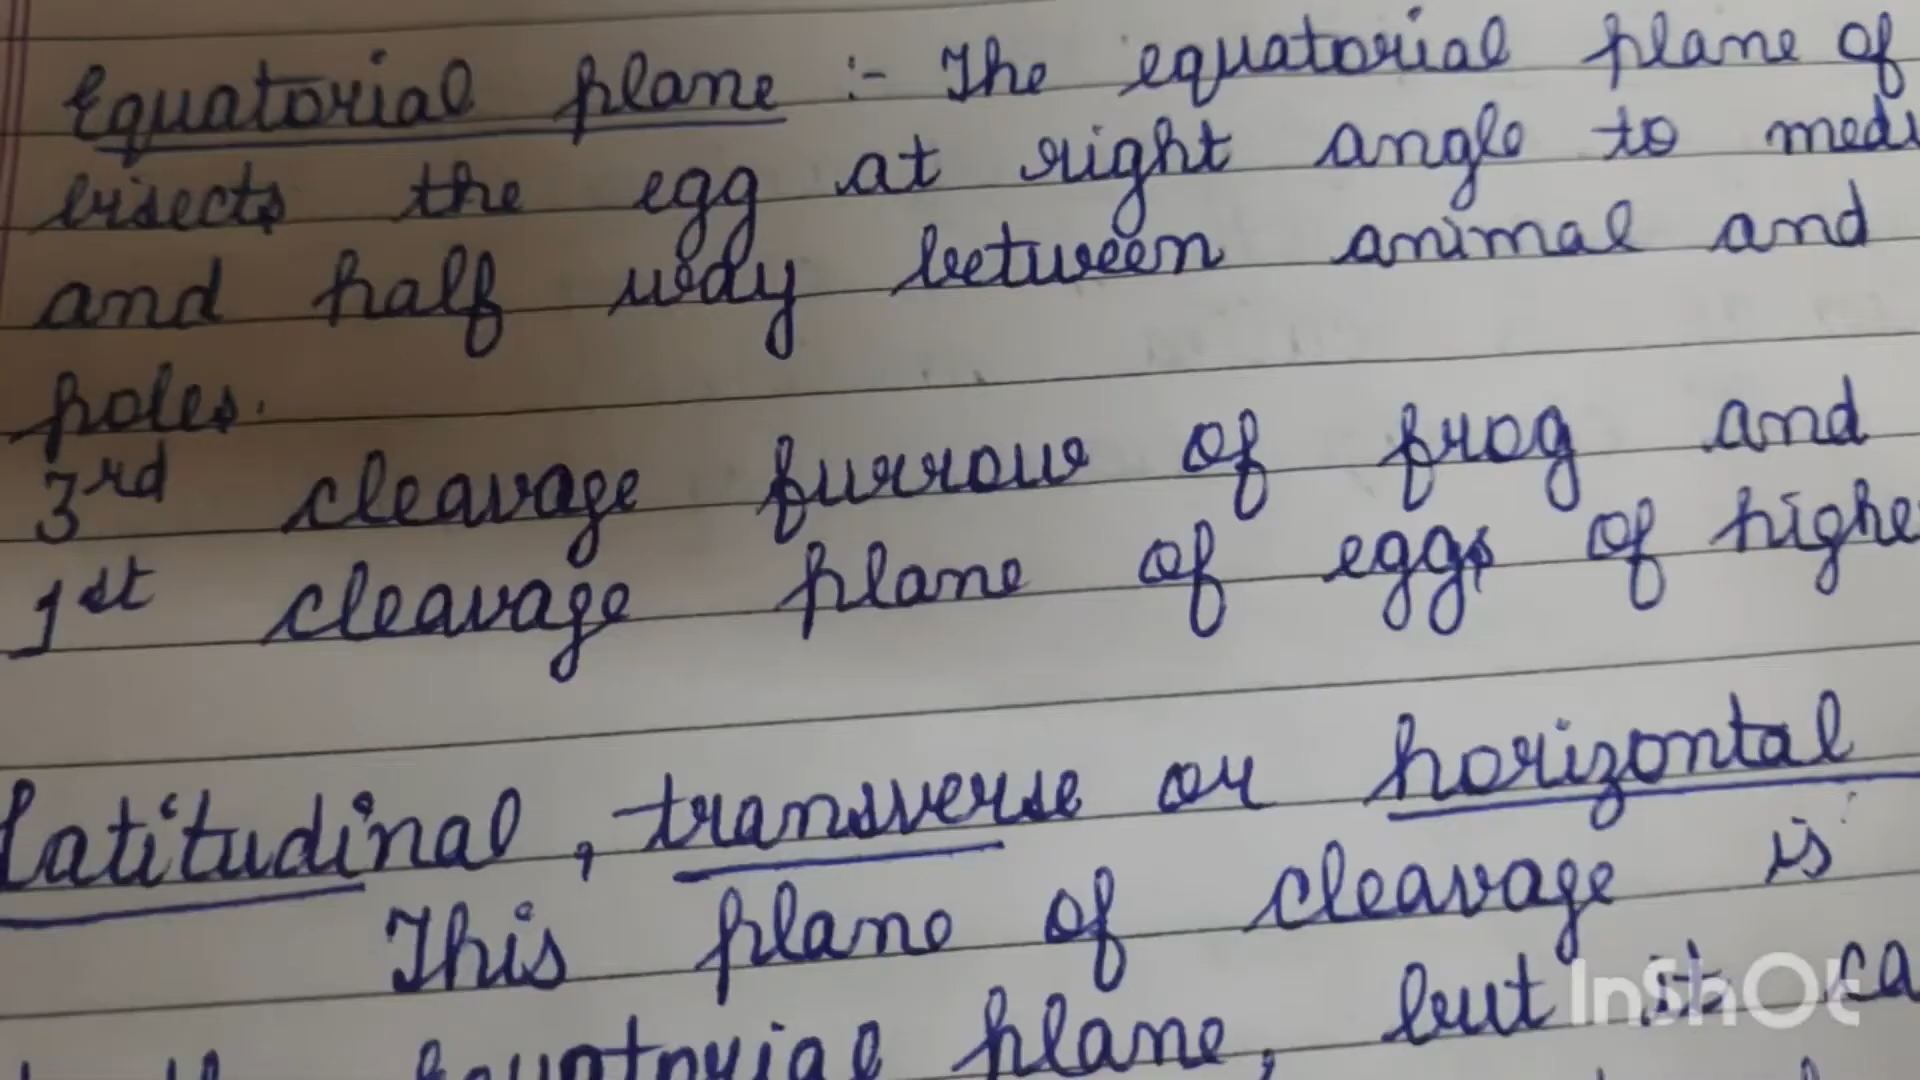 Equatorial plane :- The equatorial plane of
bisects the egg at right angle to
and half way between animal and
poles.
3rd cleavage furrow of frog and
1st cleavage plane of eggs of
Latitudinal, transverse or horizontal
This plane of cleavage is
plane, but it
InShOt